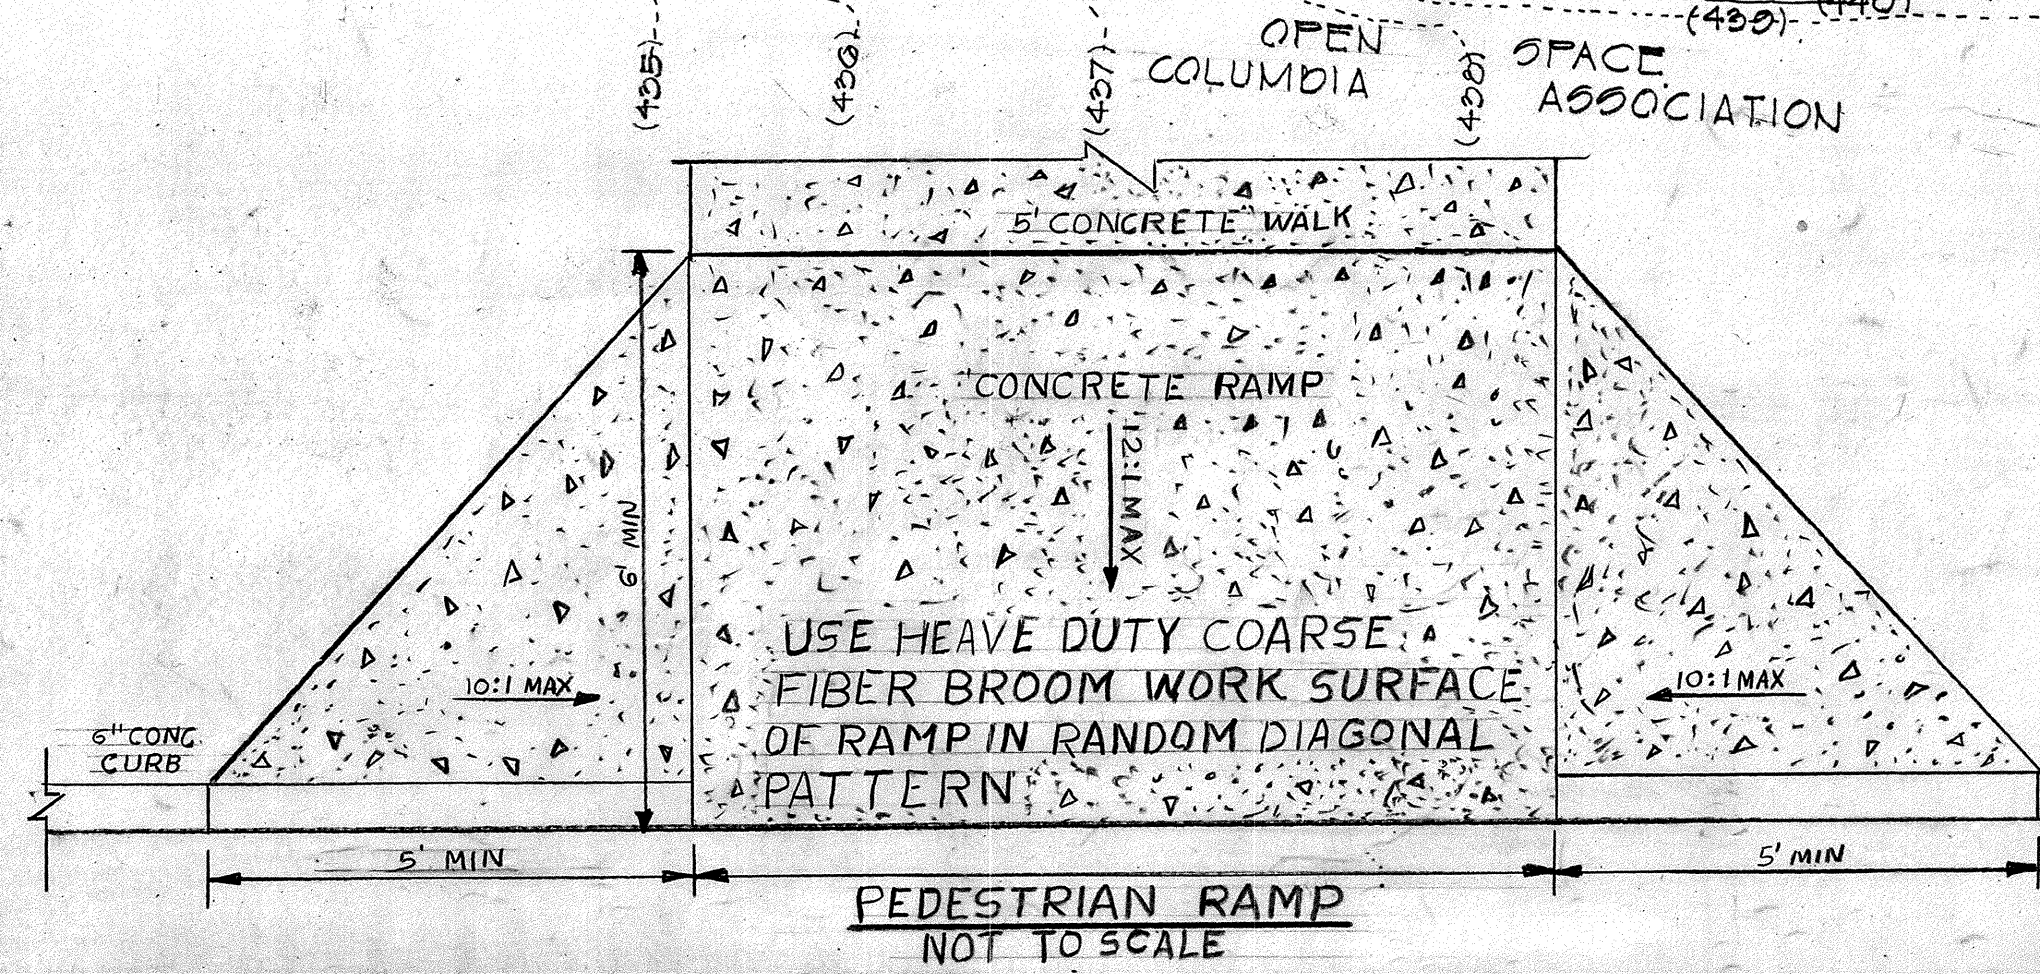 (440)
(439)
OPEN SPACE
COLUMBIA ASSOCIATION
(435)
(436)
(437)
(438)
5' CONCRETE WALK
CONCRETE RAMP
12:1 MAX
6' MIN
USE HEAVE DUTY COARSE
FIBER BROOM WORK SURFACE
OF RAMP IN RANDOM DIAGONAL
PATTERN
10:1 MAX
10:1 MAX
6" CONC.
CURB
5' MIN
5' MIN
PEDESTRIAN RAMP
NOT TO SCALE